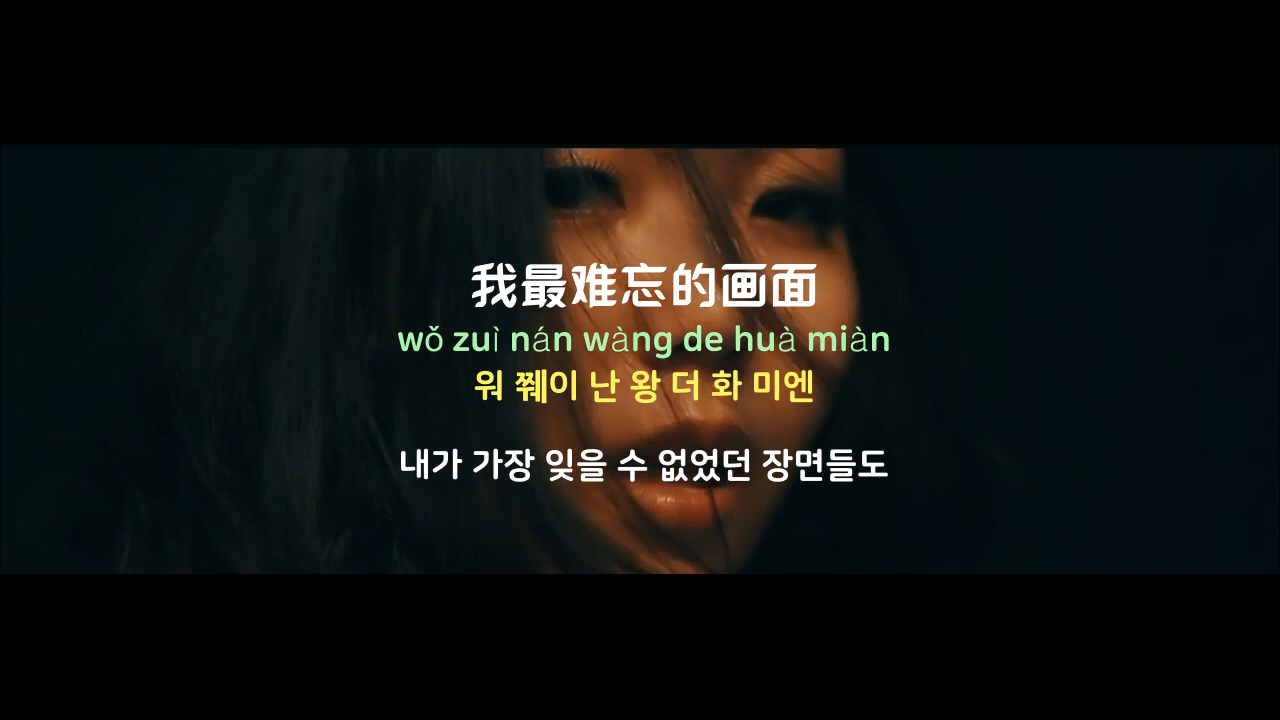 我最难忘的画面
wǒ zuì nán wàng de huà miàn
워 쮀이 난 왕 더 화 미엔
내가 가장 잊을 수 없었던 장면들도